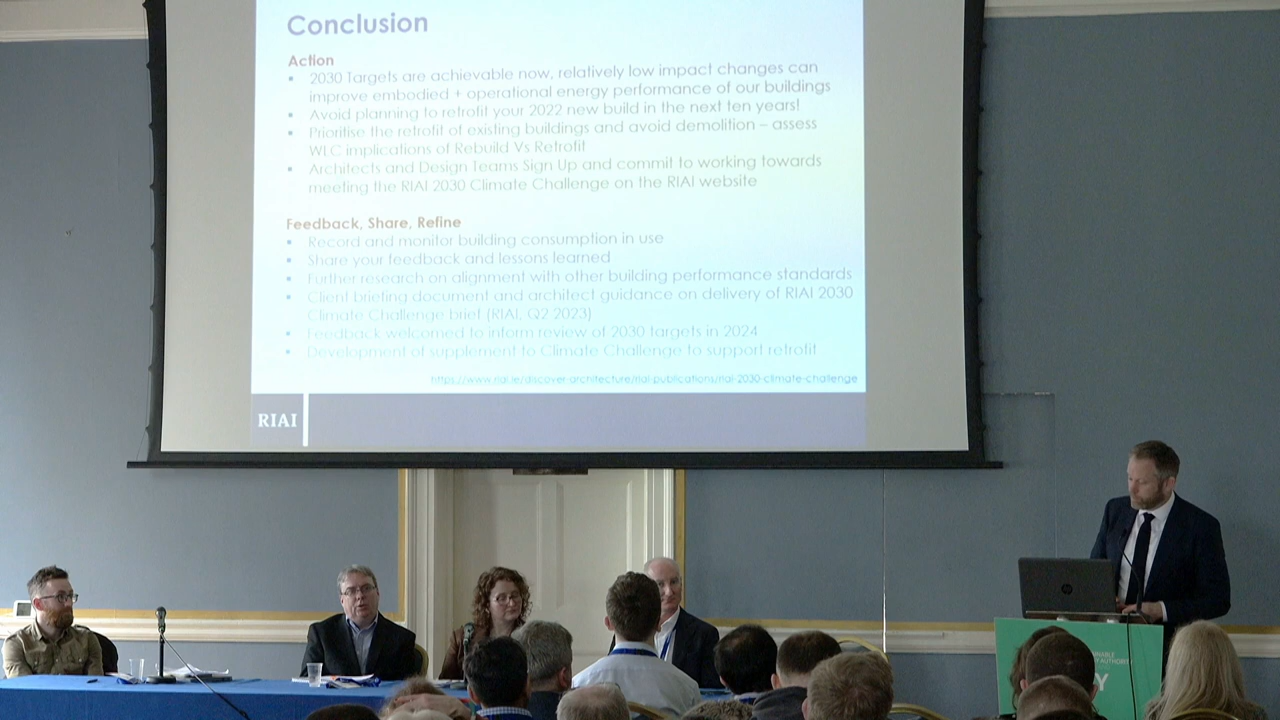 Conclusion
Action
▪ 2030 Targets are achievable now, relatively low impact changes can
improve embodied + operational energy performance of our buildings
▪ Avoid planning to retrofit your 2022 new build in the next ten years!
▪ Prioritise the retrofit of existing buildings and avoid demolition – assess
WLC implications of Rebuild Vs Retrofit
▪ Architects and Design Teams Sign Up and commit to working towards
meeting the RIAI 2030 Climate Challenge on the RIAI website
Feedback, Share, Refine
▪ Record and monitor building consumption in use
▪ Share your feedback and lessons learned
▪ Further research on alignment with other building performance standards
▪ Client briefing document and architect guidance on delivery of RIAI 2030
Climate Challenge brief (RIAI, Q2 2023)
▪ Feedback welcomed to inform review of 2030 targets in 2024
▪ Development of supplement to Climate Challenge to support retrofit
https://www.riai.ie/discover-architecture/riai-publications/riai-2030-climate-challenge
RIAI